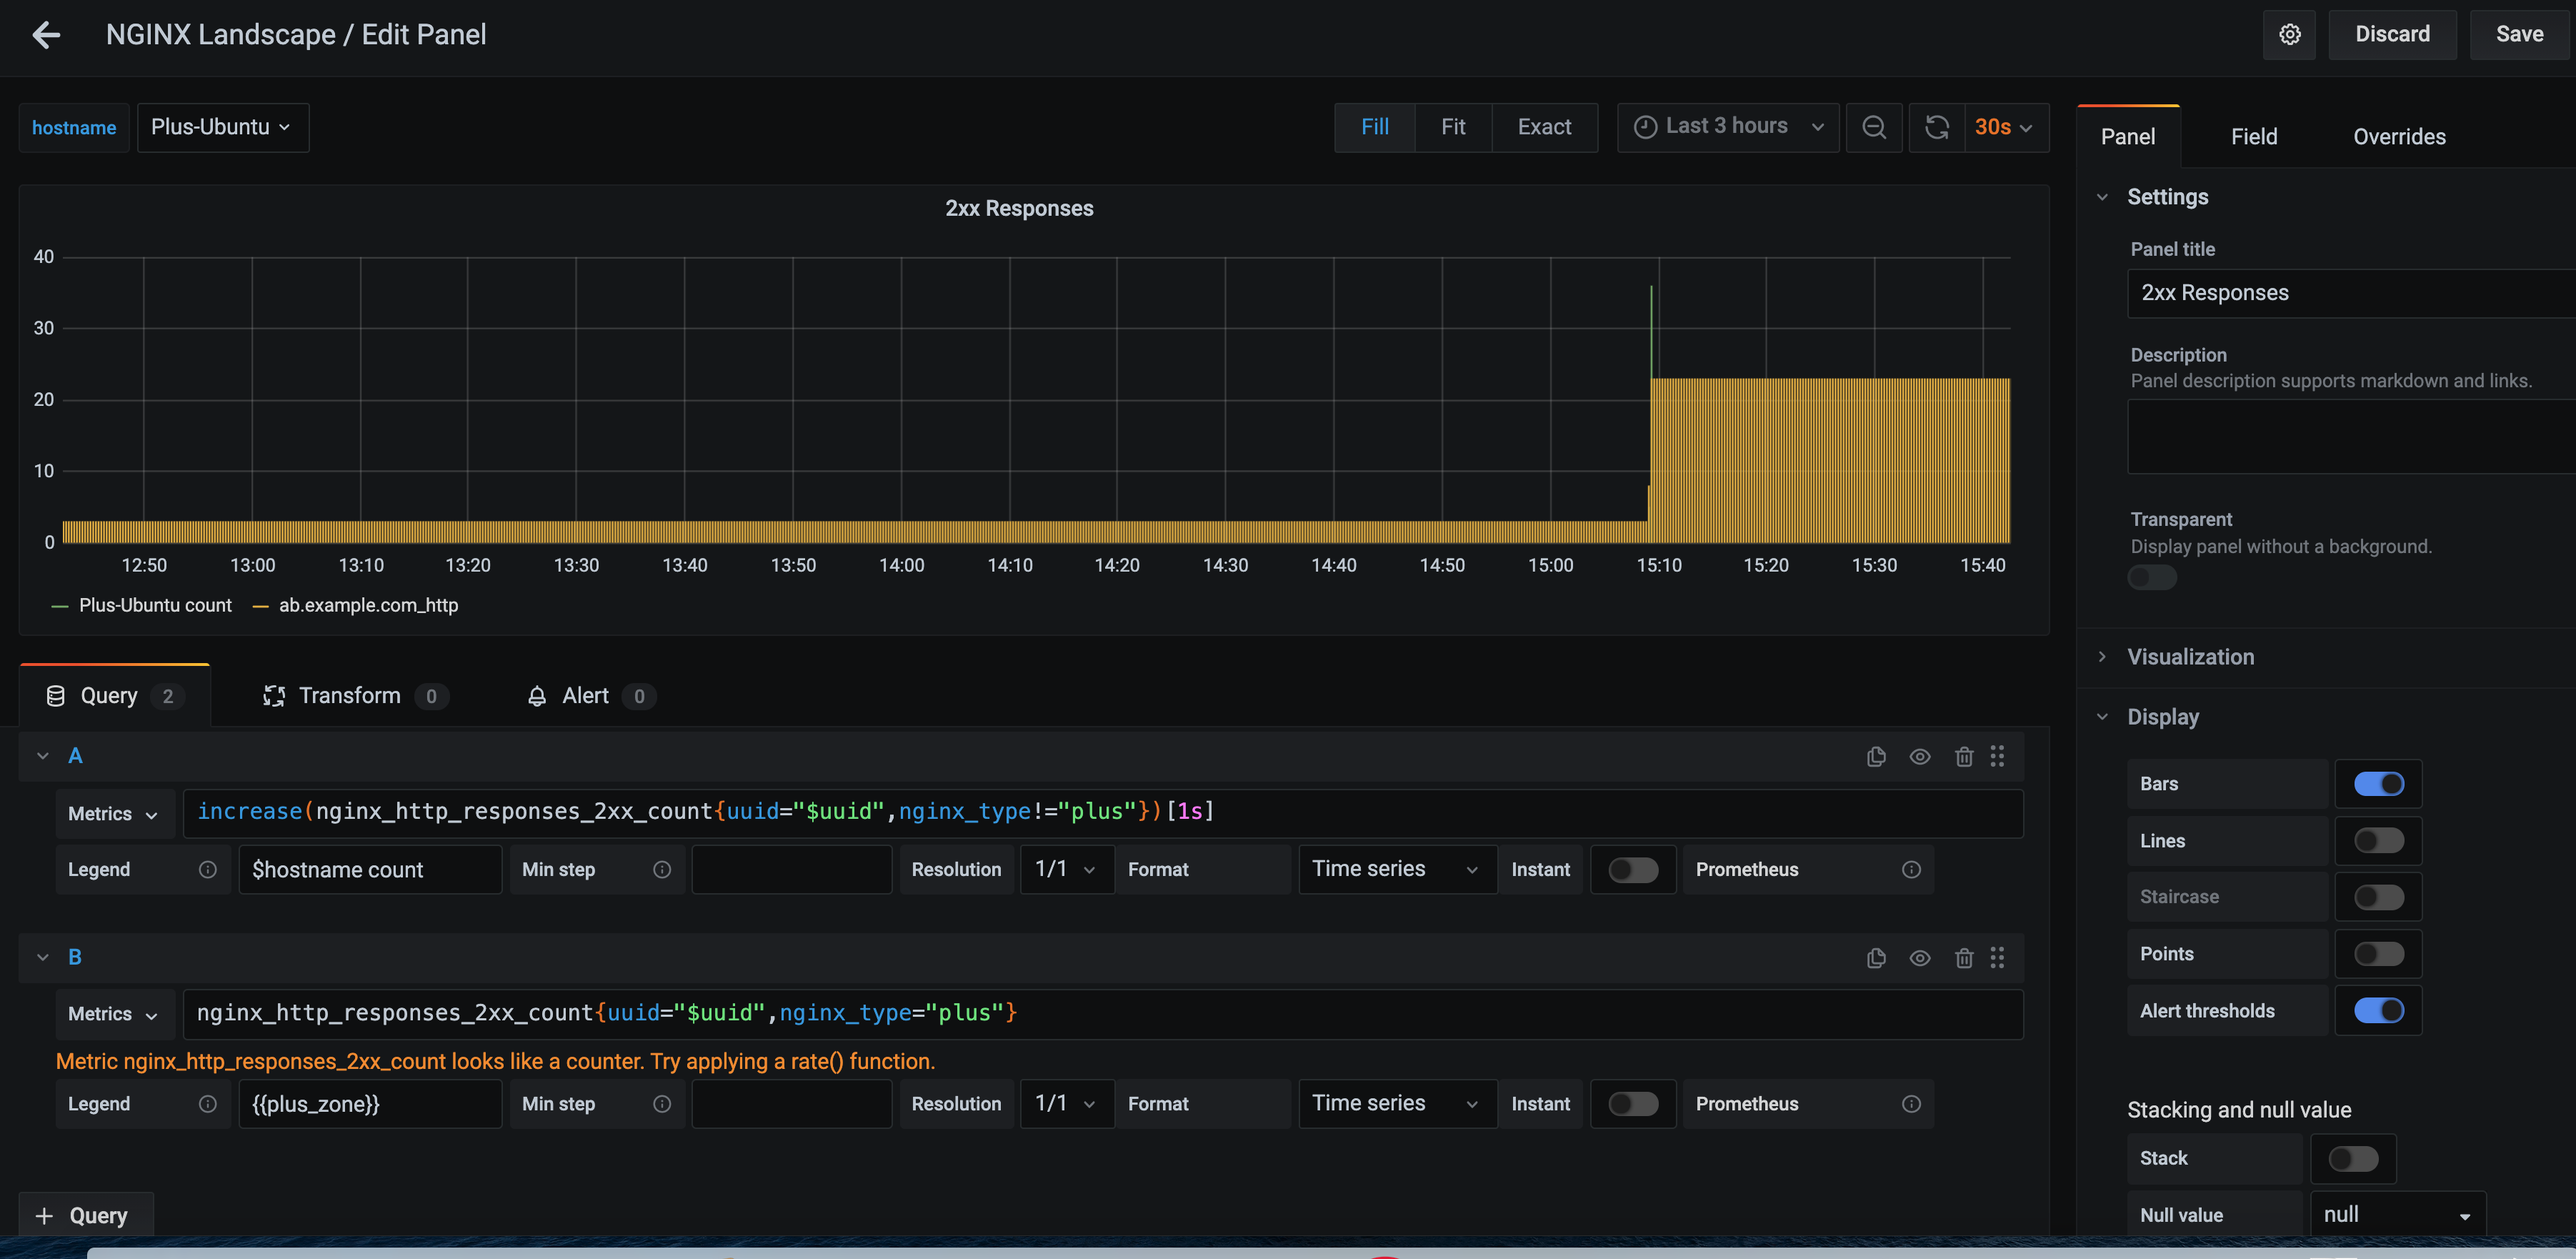 NGINX Landscape / Edit Panel
Discard
Save
hostname
Plus-Ubuntu
Fill
Fit
Exact
Last 3 hours
30s
Panel
Field
Overrides
2xx Responses
40
30
20
10
0
12:50 13:00 13:10 13:20 13:30 13:40 13:50 14:00 14:10 14:20 14:30 14:40 14:50 15:00 15:10 15:20 15:30 15:40
Plus-Ubuntu count
ab.example.com_http
Query 2
Transform 0
Alert 0
A
Metrics
increase(nginx_http_responses_2xx_count{uuid="$uuid",nginx_type!="plus"})[1s]
Legend
$hostname count
Min step
Resolution
1/1
Format
Time series
Instant
Prometheus
B
Metrics
nginx_http_responses_2xx_count{uuid="$uuid",nginx_type="plus"}
Metric nginx_http_responses_2xx_count looks like a counter. Try applying a rate() function.
Legend
{{plus_zone}}
Min step
Resolution
1/1
Format
Time series
Instant
Prometheus
+ Query
Settings
Panel title
2xx Responses
Description
Panel description supports markdown and links.
Transparent
Display panel without a background.
Visualization
Display
Bars
Lines
Staircase
Points
Alert thresholds
Stacking and null value
Stack
Null value
null